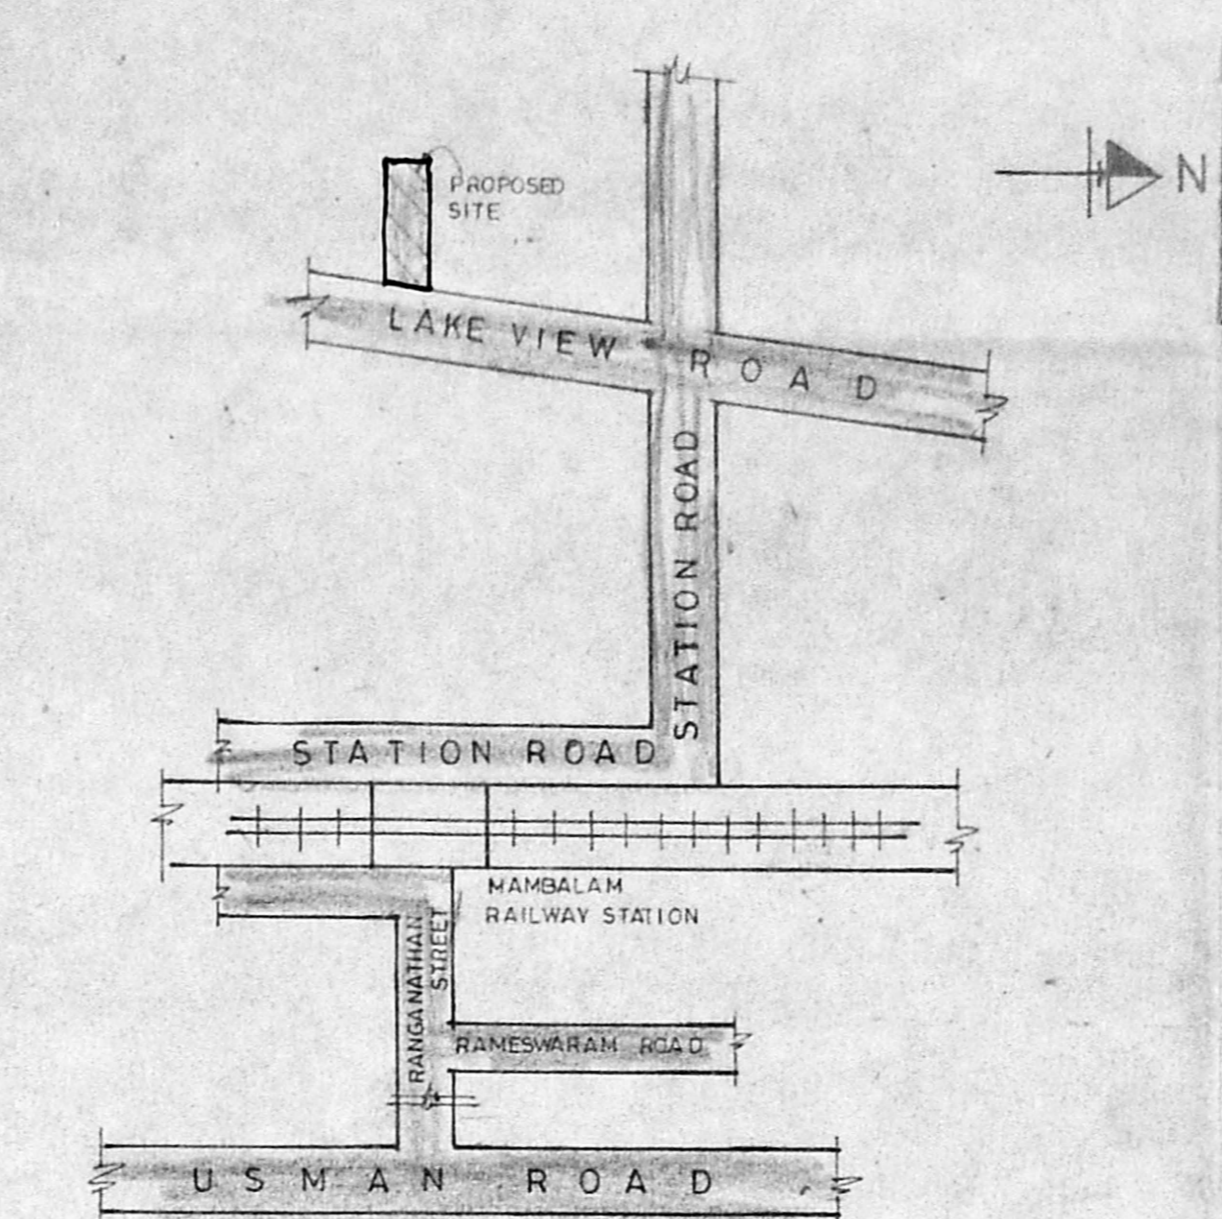 PROPOSED
SITE
N
LAKE VIEW ROAD
STATION ROAD
STATION ROAD
MAMBALAM
RAILWAY STATION
RANGANATHAN
STREET
RAMESWARAM ROAD
USMAN ROAD